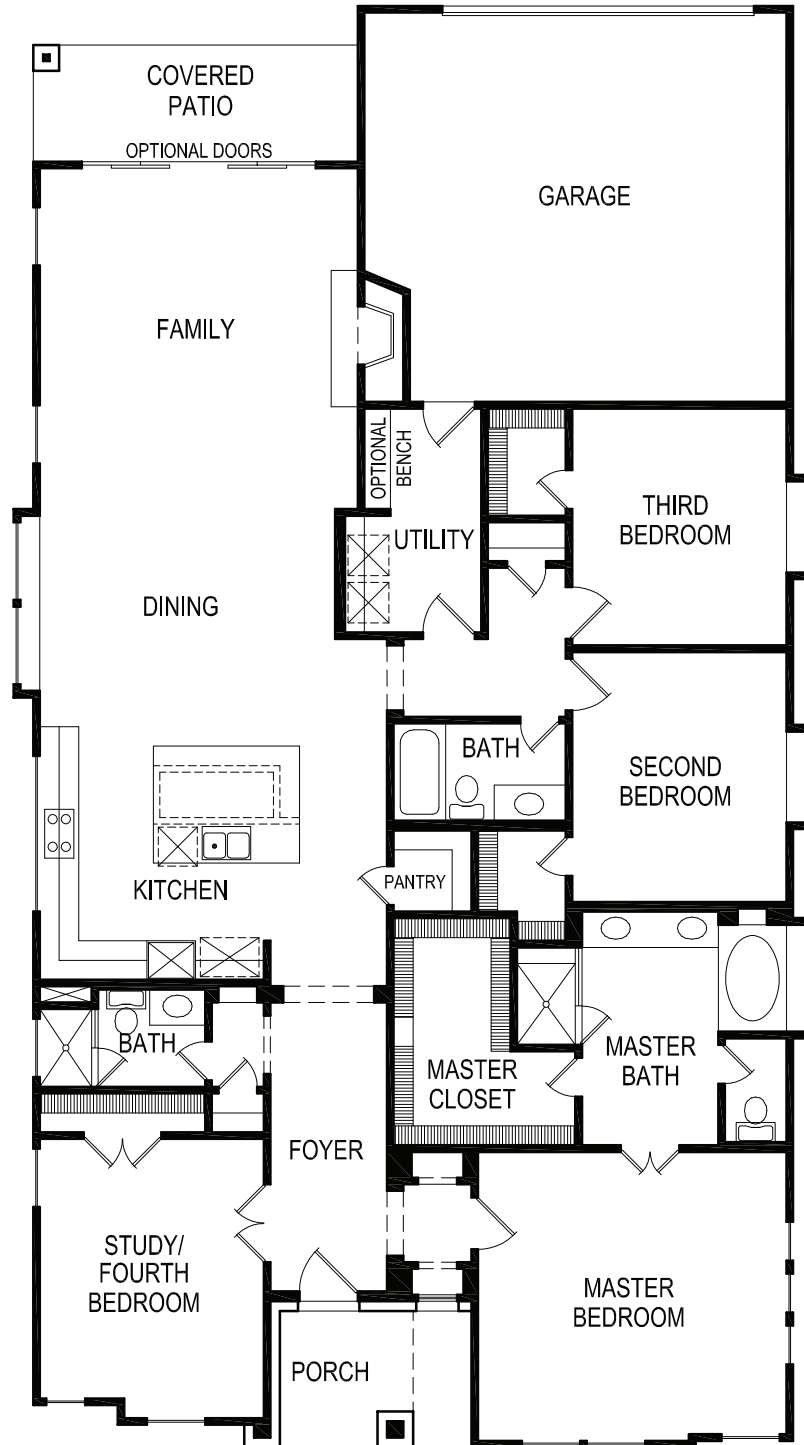 COVERED
PATIO
OPTIONAL DOORS
GARAGE
FAMILY
OPTIONAL
BENCH
UTILITY
THIRD
BEDROOM
DINING
BATH
SECOND
BEDROOM
KITCHEN
PANTRY
BATH
MASTER
CLOSET
MASTER
BATH
FOYER
STUDY/
FOURTH
BEDROOM
MASTER
BEDROOM
PORCH